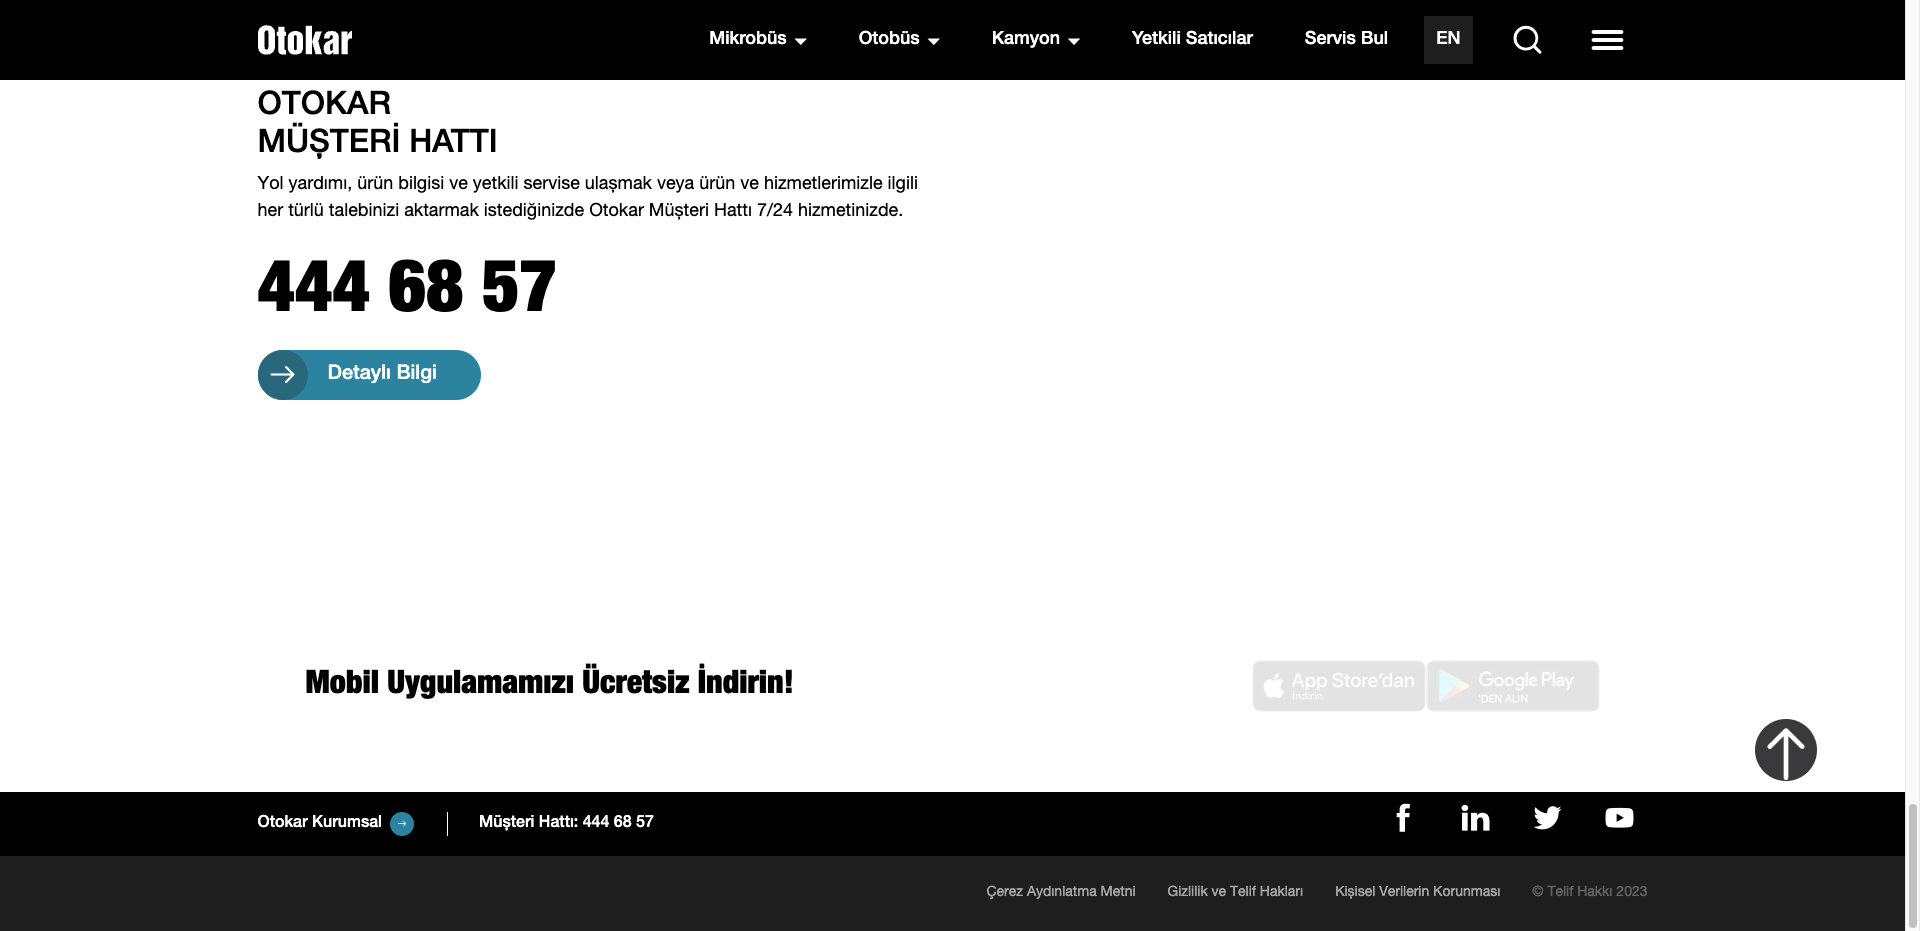 Otokar
Mikrobüs
Otobüs
Kamyon
Yetkili Satıcılar
Servis Bul
EN
OTOKAR
MÜŞTERİ HATTI
Yol yardımı, ürün bilgisi ve yetkili servise ulaşmak veya ürün ve hizmetlerimizle ilgili
her türlü talebinizi aktarmak istediğinizde Otokar Müşteri Hattı 7/24 hizmetinizde.
444 68 57
Detaylı Bilgi
Mobil Uygulamamızı Ücretsiz İndirin!
App Store'dan
İndirin
Google Play
'DEN ALIN
Otokar Kurumsal
Müşteri Hattı: 444 68 57
Çerez Aydınlatma Metni
Gizlilik ve Telif Hakları
Kişisel Verilerin Korunması
© Telif Hakkı 2023